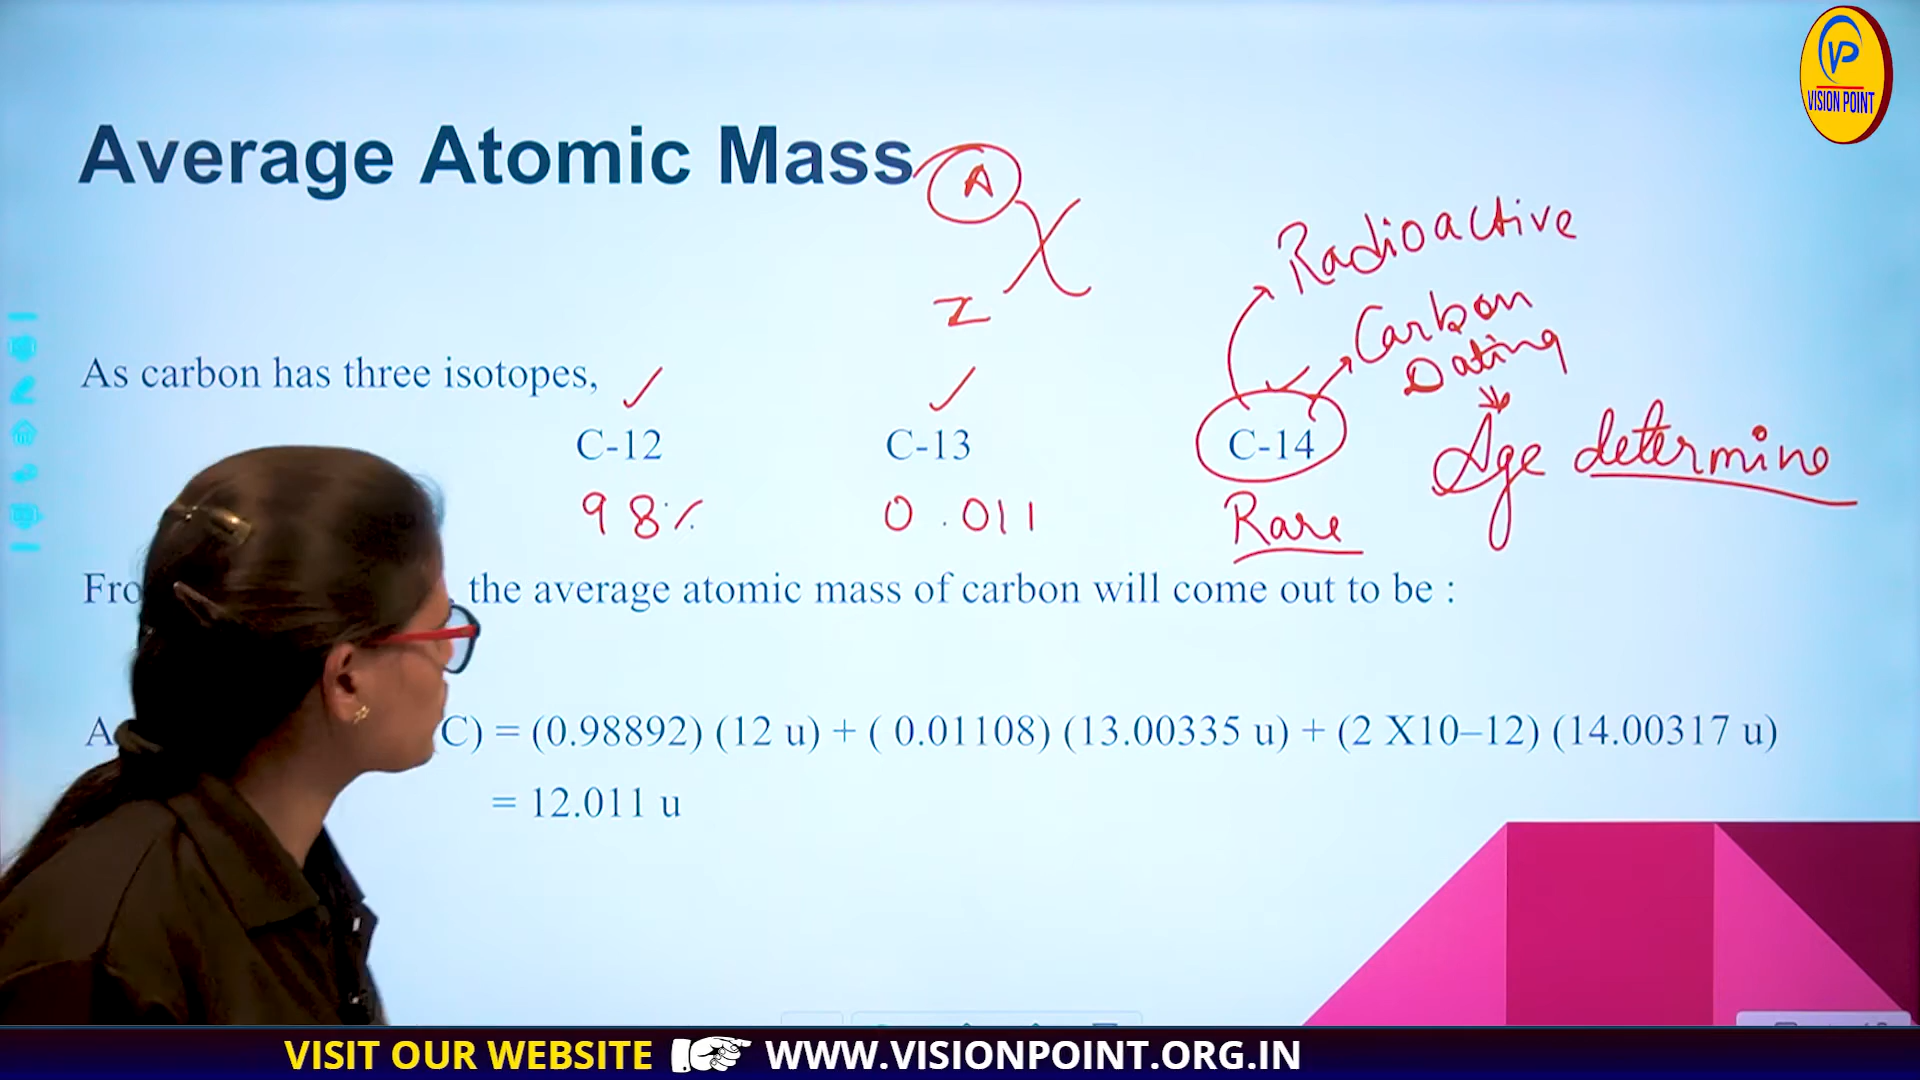 VP
VISION POINT
Average Atomic Mass
A
X
Z
Radioactive
Carbon
Dating
As carbon has three isotopes,
C-12 C-13 C-14
Age determine
98% 0.011 Rare
the average atomic mass of carbon will come out to be :
C) = (0.98892) (12 u) + ( 0.01108) (13.00335 u) + (2 X10–12) (14.00317 u)
= 12.011 u
VISIT OUR WEBSITE WWW.VISIONPOINT.ORG.IN